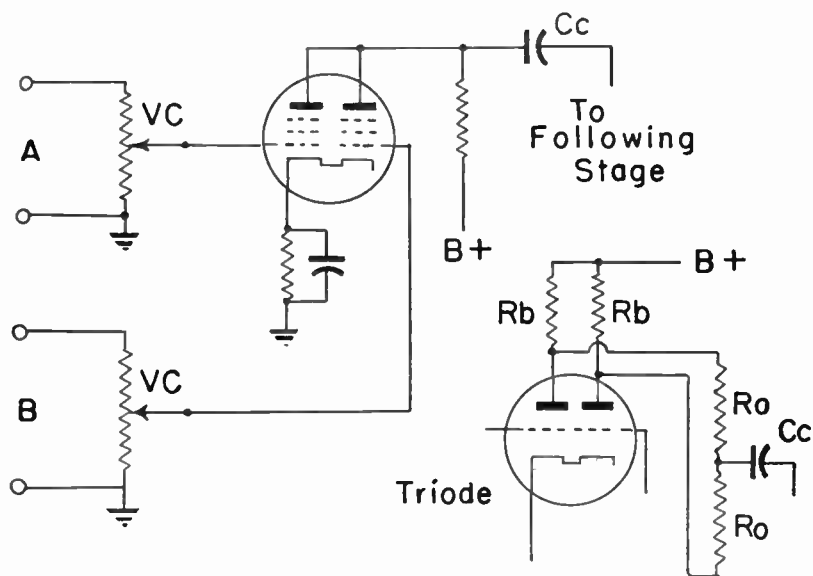 Cc
VC
A
To
Following
Stage
B+
B+
Rb
Rb
VC
B
Ro
Cc
Triode
Ro